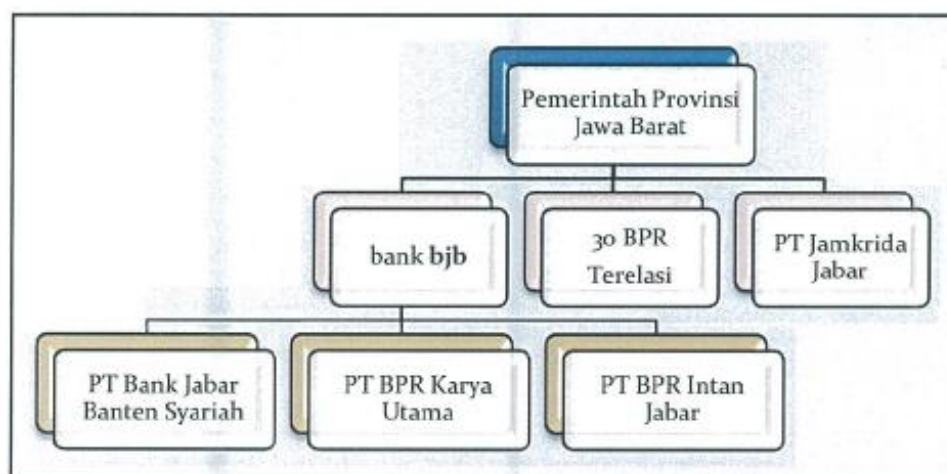 Pemerintah Provinsi
Jawa Barat
bank bjb
30 BPR
Terelasi
PT Jamkrida
Jabar
PT Bank Jabar
Banten Syariah
PT BPR Karya
Utama
PT BPR Intan
Jabar